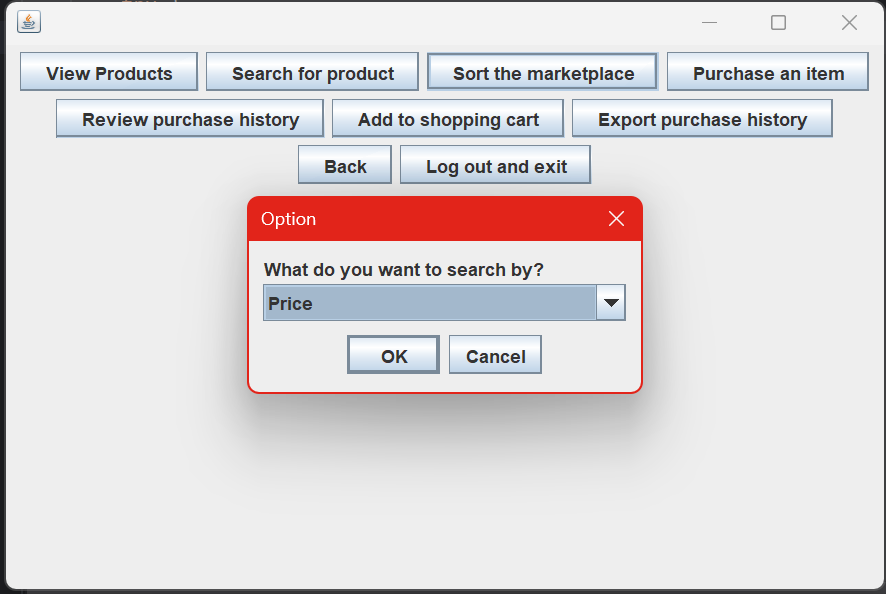 View Products Search for product Sort the marketplace Purchase an item
Review purchase history Add to shopping cart Export purchase history
Back Log out and exit
Option
What do you want to search by?
Price
OK Cancel